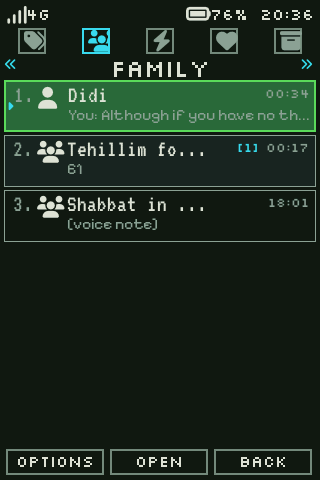 4G 76% 20:36
« FAMILY »
1. Didi 00:34
You: Although if you have no th...
2. Tehillim fo... [1] 00:17
61
3. Shabbat in ... 18:01
(voice note)
OPTIONS OPEN BACK